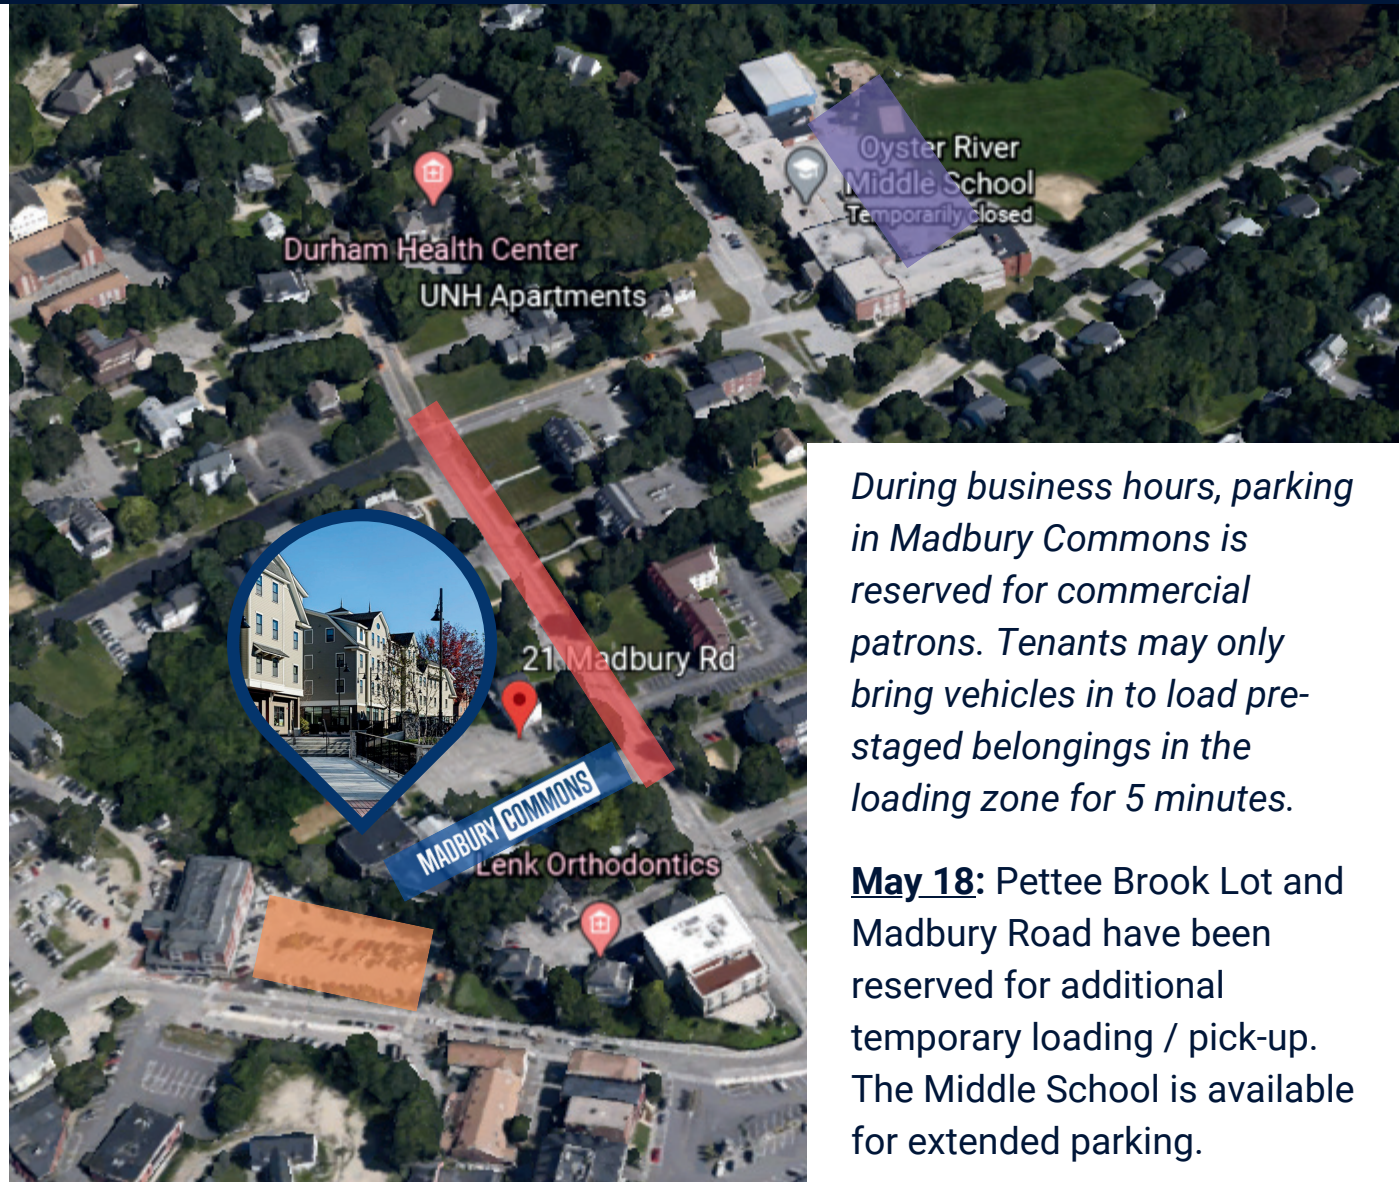 Oyster River
Middle School
Temporarily closed
Durham Health Center
UNH Apartments
21 Madbury Rd
MADBURY COMMONS
Lenk Orthodontics
During business hours, parking
in Madbury Commons is
reserved for commercial
patrons. Tenants may only
bring vehicles in to load pre-
staged belongings in the
loading zone for 5 minutes.
May 18: Pettee Brook Lot and
Madbury Road have been
reserved for additional
temporary loading / pick-up.
The Middle School is available
for extended parking.